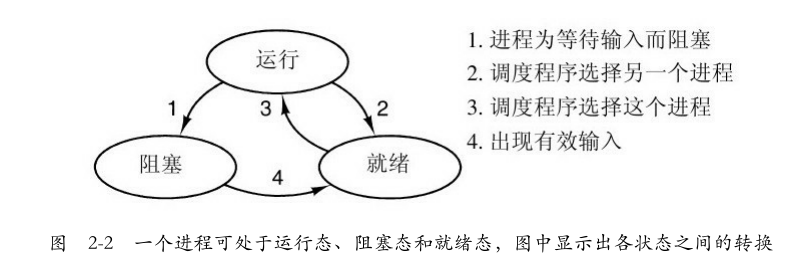 运行
1
3
2
阻塞
4
就绪
1. 进程为等待输入而阻塞
2. 调度程序选择另一个进程
3. 调度程序选择这个进程
4. 出现有效输入
图 2-2 一个进程可处于运行态、阻塞态和就绪态，图中显示出各状态之间的转换